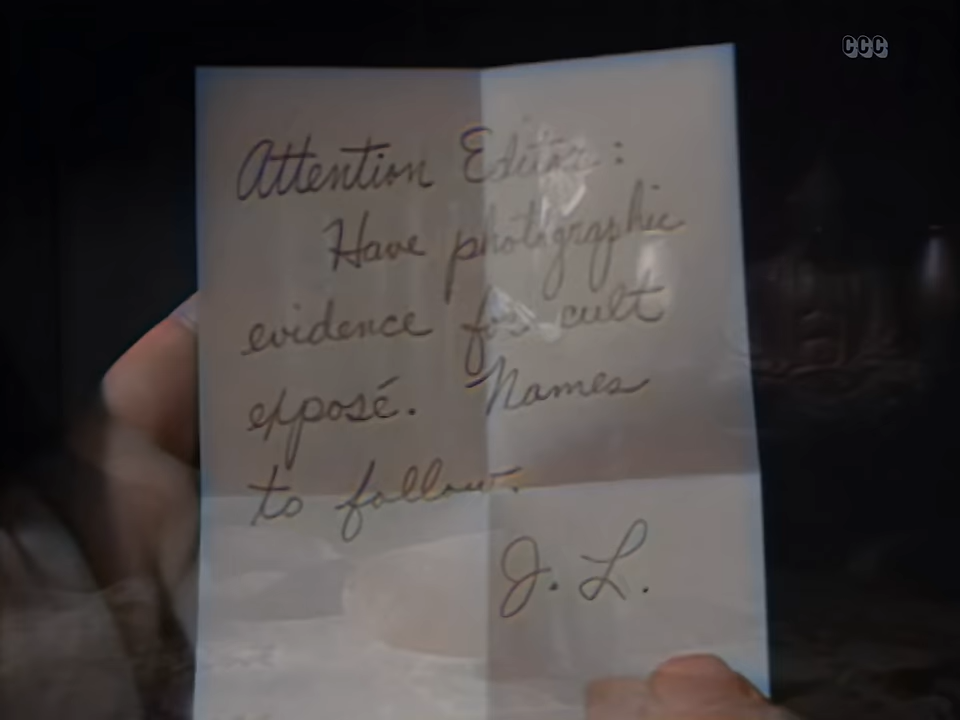 CCC
Attention Editor:
Have photographic
evidence for cult
exposé. Names
to follow.
J. L.